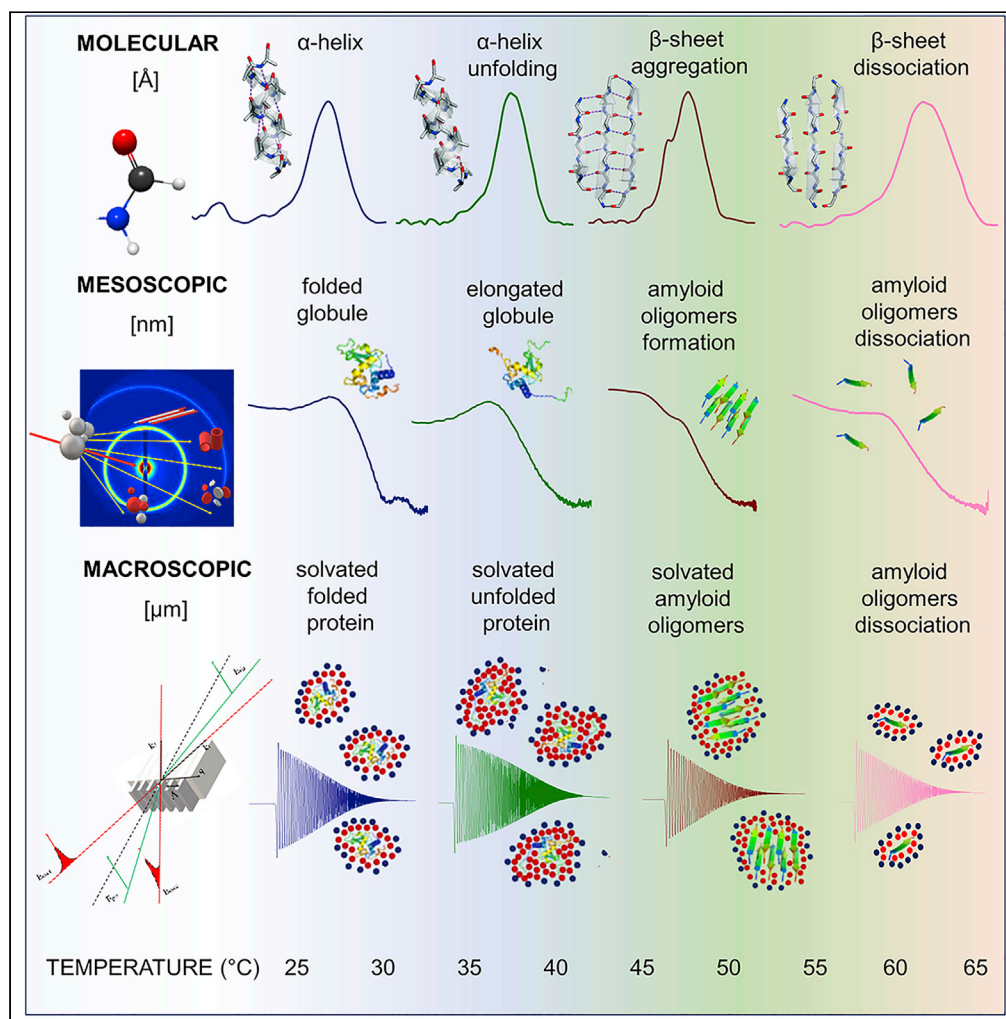 MOLECULAR
[Å]
α-helix
α-helix
unfolding
β-sheet
aggregation
β-sheet
dissociation
MESOSCOPIC
[nm]
folded
globule
elongated
globule
amyloid
oligomers
formation
amyloid
oligomers
dissociation
MACROSCOPIC
[µm]
solvated
folded
protein
solvated
unfolded
protein
solvated
amyloid
oligomers
amyloid
oligomers
dissociation
q
Λ
TEMPERATURE (°C) 25 30 35 40 45 50 55 60 65